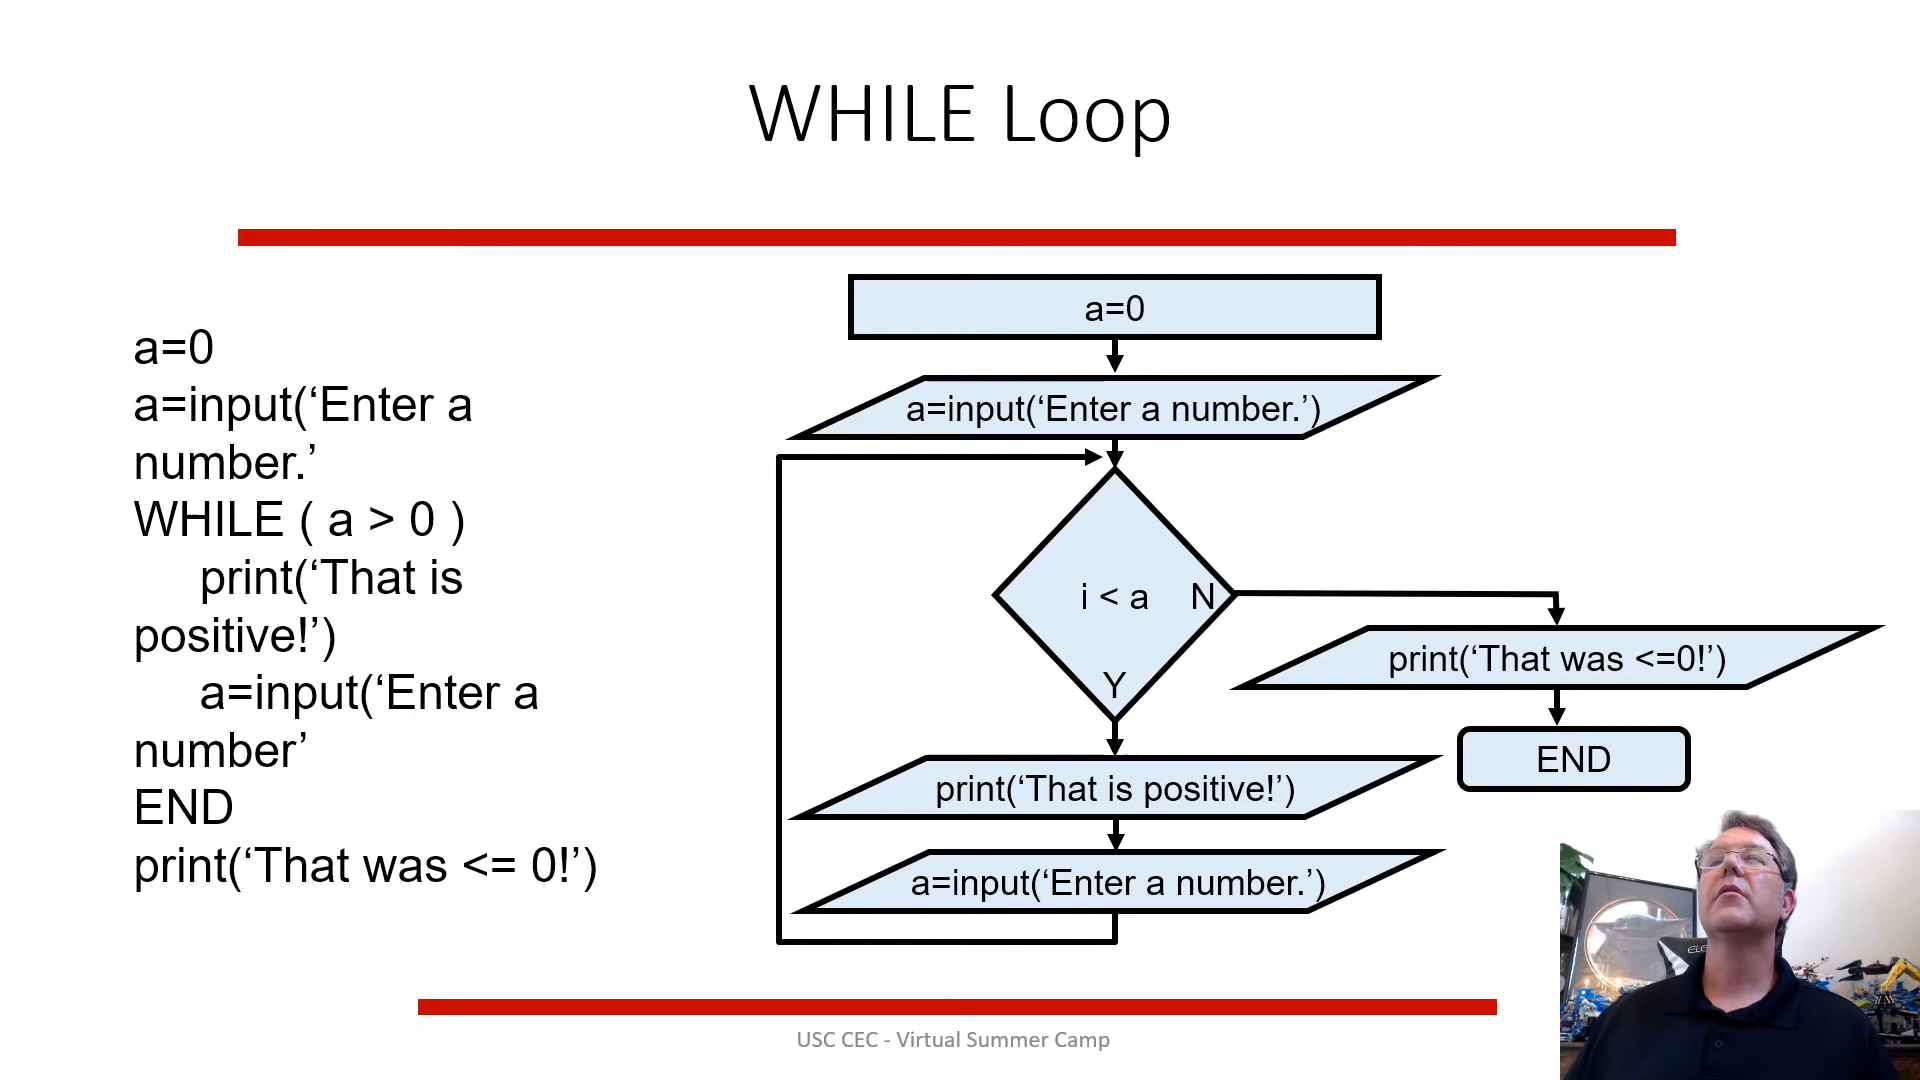 WHILE Loop
a=0
a=input(‘Enter a
number.’
WHILE ( a > 0 )
print(‘That is
positive!’)
a=input(‘Enter a
number’
END
print(‘That was <= 0!’)
a=0
a=input(‘Enter a number.’)
i < a
N
Y
print(‘That was <=0!’)
END
print(‘That is positive!’)
a=input(‘Enter a number.’)
USC CEC - Virtual Summer Camp